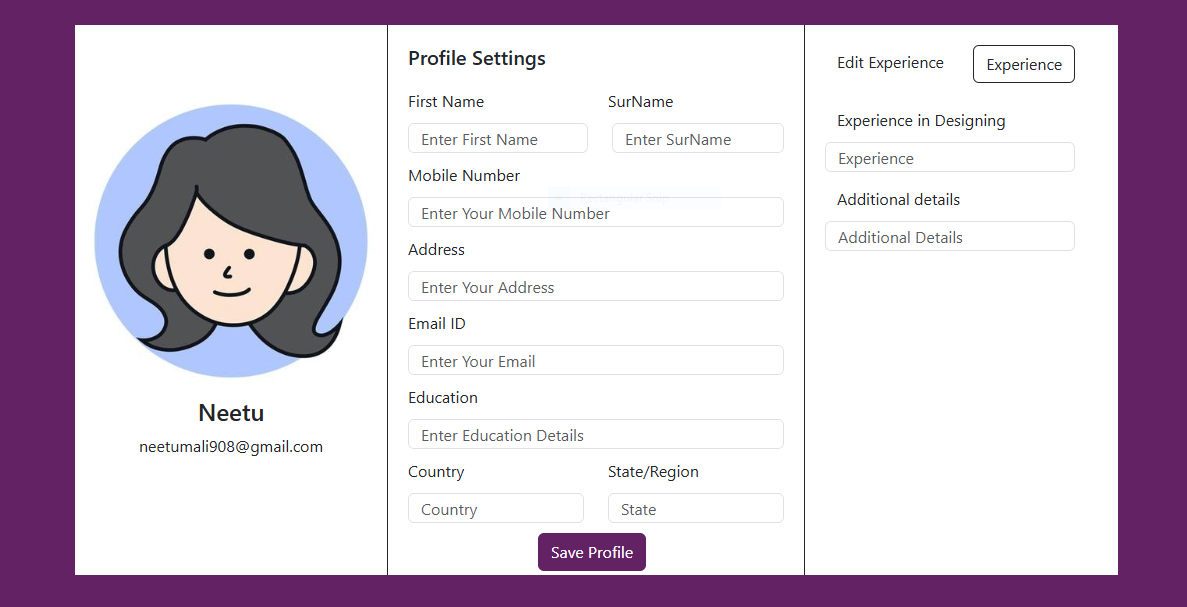 Neetu
neetumali908@gmail.com
Profile Settings
First Name SurName
Enter First Name Enter SurName
Mobile Number
Enter Your Mobile Number
Address
Enter Your Address
Email ID
Enter Your Email
Education
Enter Education Details
Country State/Region
Country State
Save Profile
Edit Experience Experience
Experience in Designing
Experience
Additional details
Additional Details